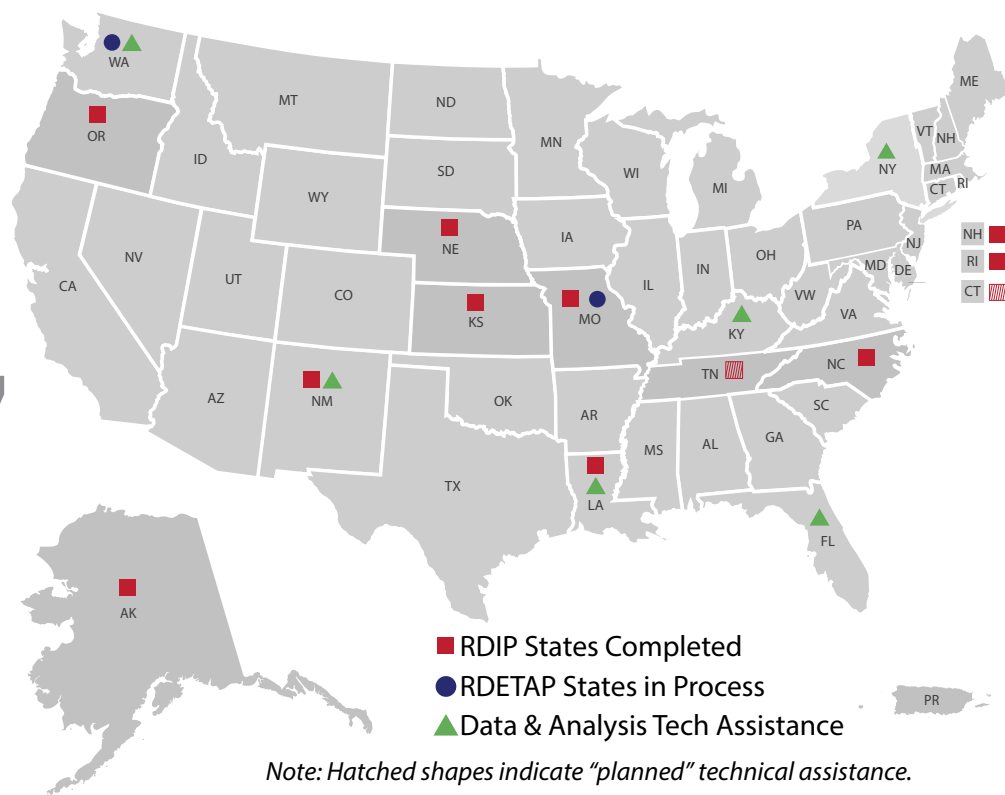 WA
OR
MT
ID
WY
ND
SD
NE
MN
WI
MI
IA
NV
CA
UT
CO
KS
MO
IL
IN
OH
PA
NY
VT
NH
ME
MA
CT
RI
NJ
MD
DE
VW
VA
KY
TN
NC
SC
AZ
NM
OK
AR
TX
LA
MS
AL
GA
FL
AK
PR
NH
RI
CT
RDIP States Completed
RDETAP States in Process
Data & Analysis Tech Assistance
Note: Hatched shapes indicate “planned” technical assistance.